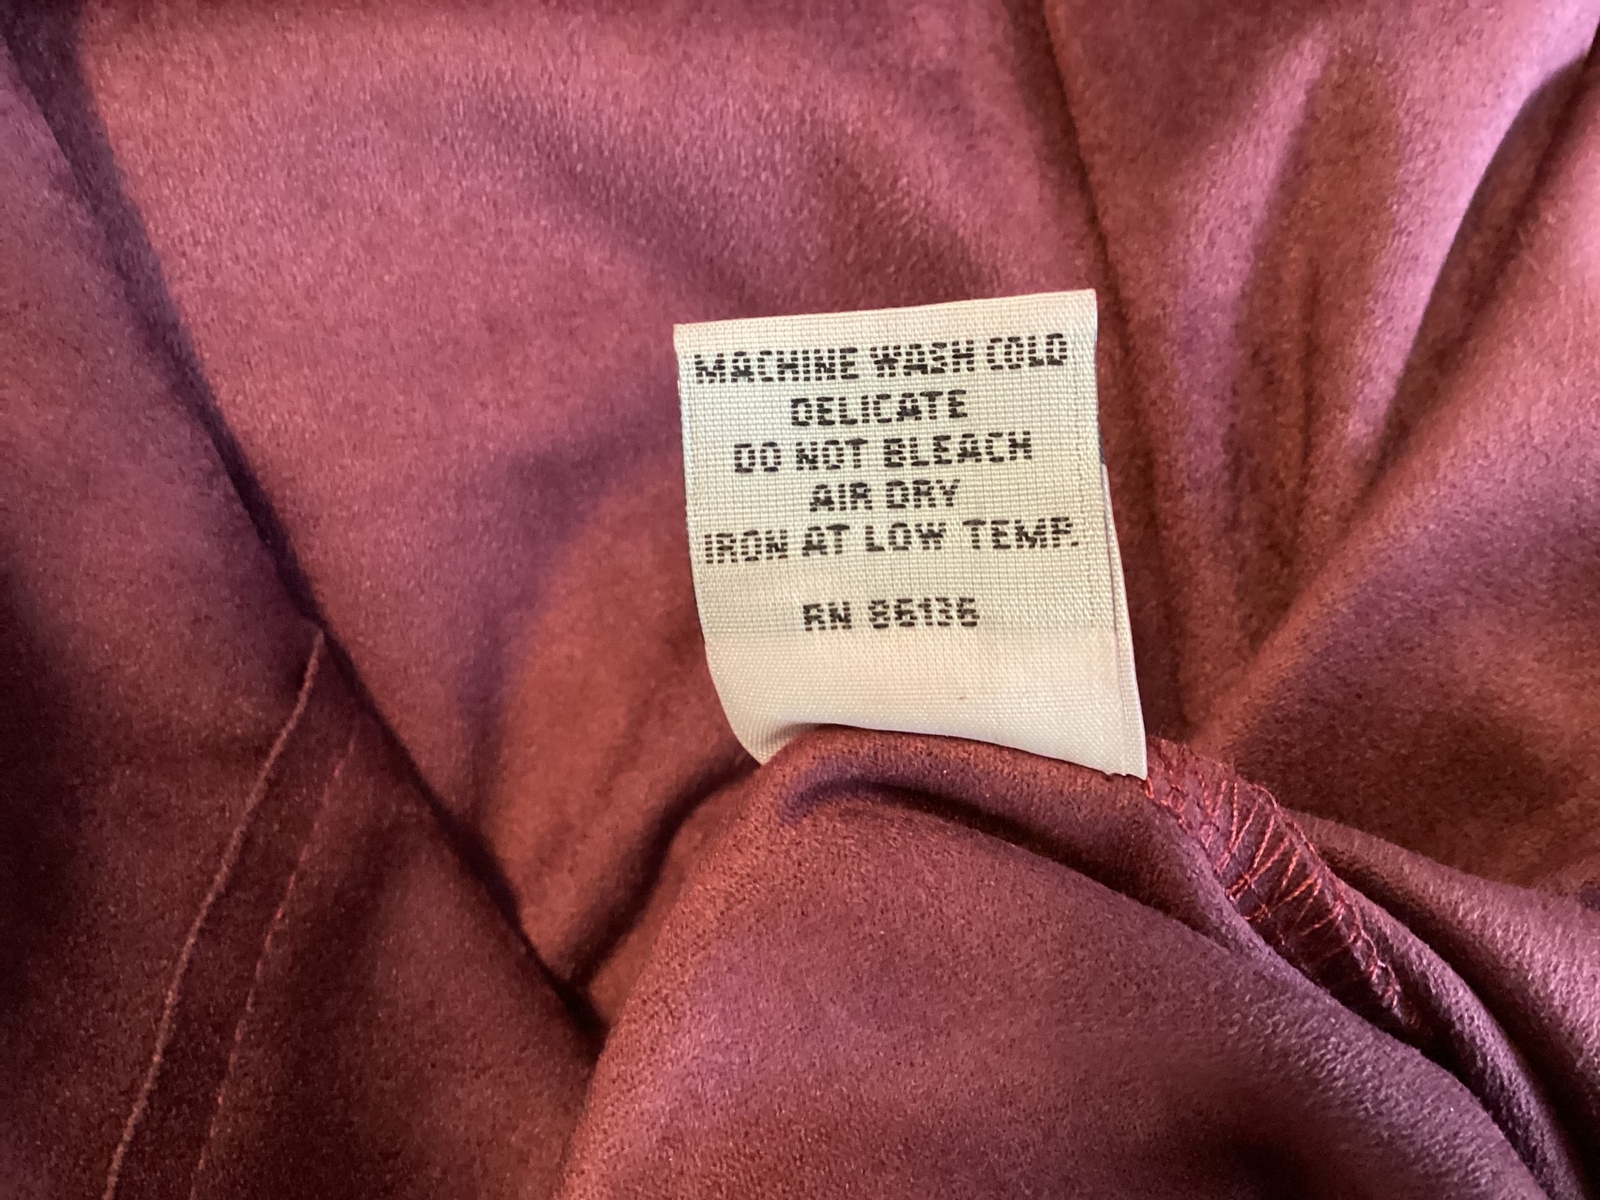 MACHINE WASH COLD
DELICATE
DO NOT BLEACH
AIR DRY
IRON AT LOW TEMP.
RN 86136